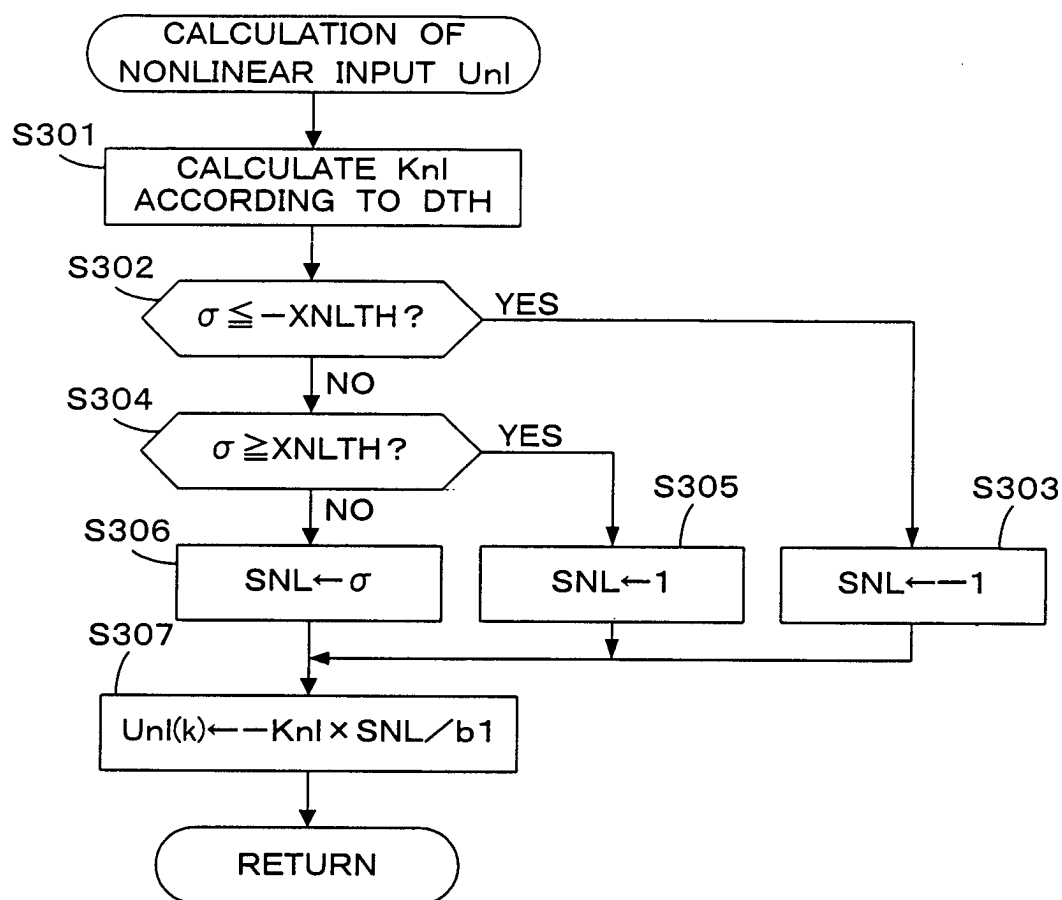 CALCULATION OF
NONLINEAR INPUT Unl
S301
CALCULATE Knl
ACCORDING TO DTH
S302
σ ≦ −XNLTH?
YES
NO
S304
σ ≧ XNLTH?
YES
NO
S306
SNL←σ
S305
SNL←1
S303
SNL←−1
S307
Unl(k)←−Knl×SNL/b1
RETURN